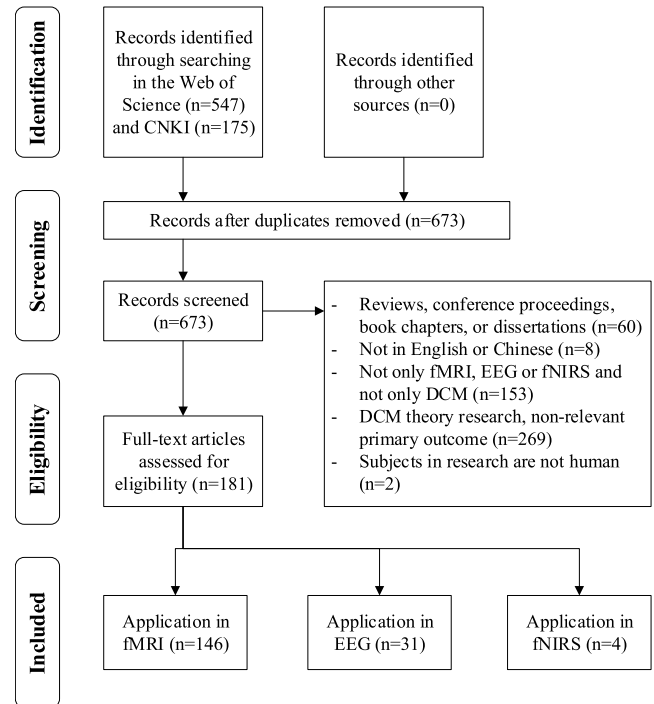 Identification
Records identified
through searching
in the Web of
Science (n=547)
and CNKI (n=175)
Records identified
through other
sources (n=0)
Screening
Records after duplicates removed (n=673)
Records screened
(n=673)
- Reviews, conference proceedings,
book chapters, or dissertations (n=60)
- Not in English or Chinese (n=8)
- Not only fMRI, EEG or fNIRS and
not only DCM (n=153)
- DCM theory research, non-relevant
primary outcome (n=269)
- Subjects in research are not human
(n=2)
Eligibility
Full-text articles
assessed for
eligibility (n=181)
Included
Application in
fMRI (n=146)
Application in
EEG (n=31)
Application in
fNIRS (n=4)